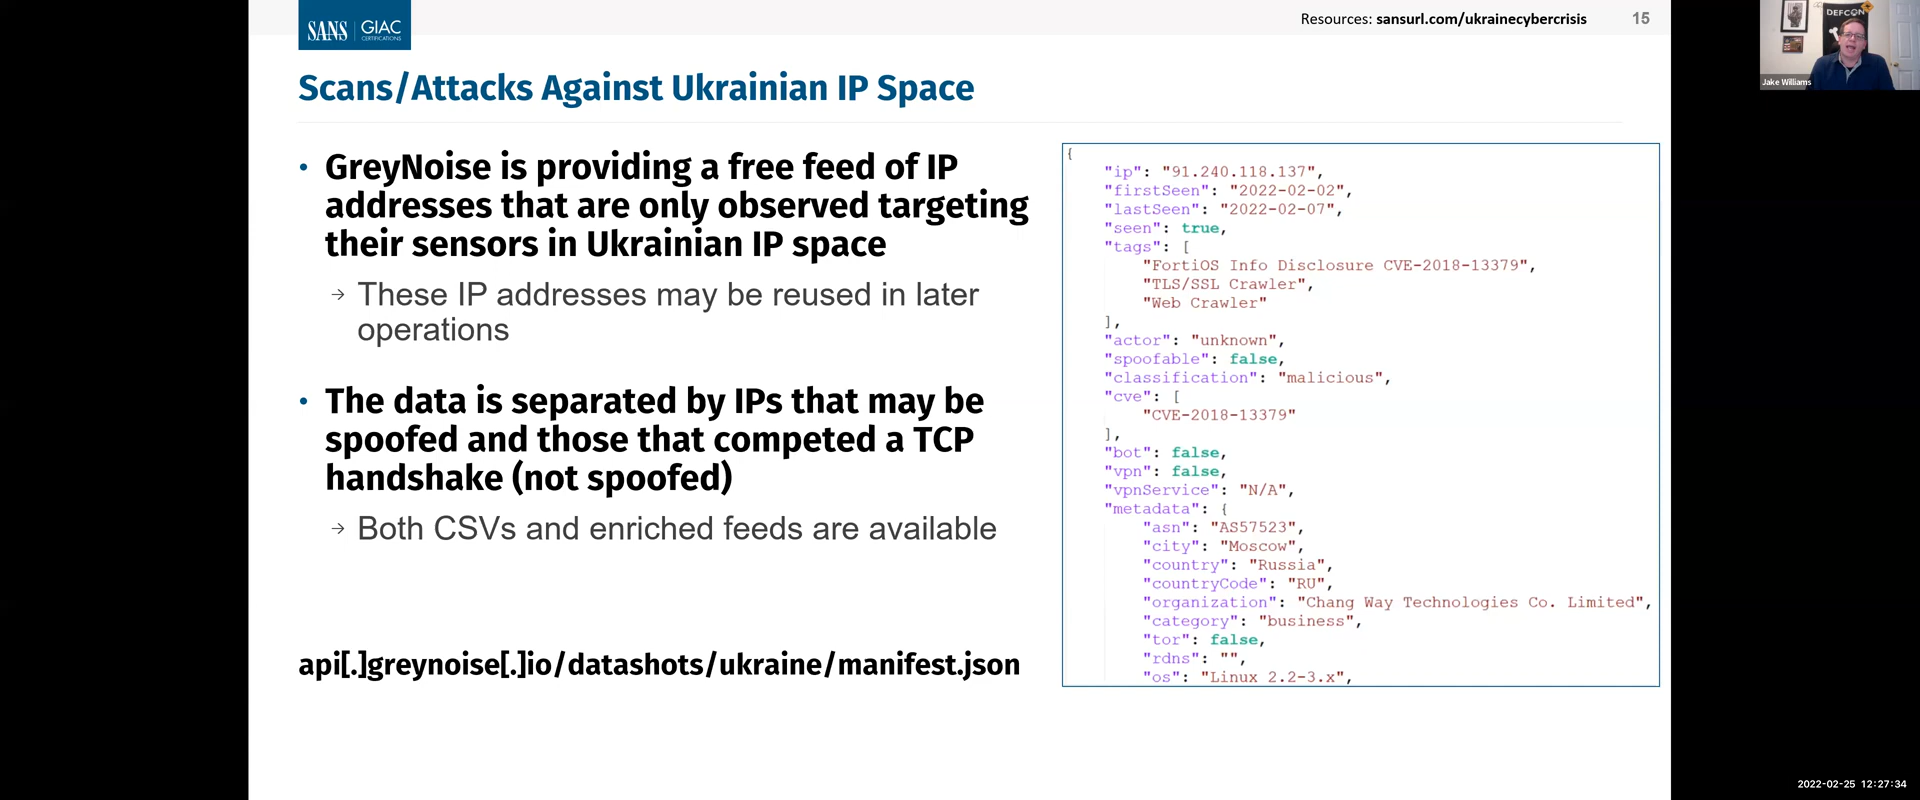 SANS | GIAC
CERTIFICATIONS
Resources: sansurl.com/ukrainecybercrisis
15
DEFCON
Jake Williams
Scans/Attacks Against Ukrainian IP Space
• GreyNoise is providing a free feed of IP
addresses that are only observed targeting
their sensors in Ukrainian IP space
→ These IP addresses may be reused in later
operations
• The data is separated by IPs that may be
spoofed and those that competed a TCP
handshake (not spoofed)
→ Both CSVs and enriched feeds are available
api[.]greynoise[.]io/datashots/ukraine/manifest.json
{
"ip": "91.240.118.137",
"firstSeen": "2022-02-02",
"lastSeen": "2022-02-07",
"seen": true,
"tags": [
"FortiOS Info Disclosure CVE-2018-13379",
"TLS/SSL Crawler",
"Web Crawler"
],
"actor": "unknown",
"spoofable": false,
"classification": "malicious",
"cve": [
"CVE-2018-13379"
],
"bot": false,
"vpn": false,
"vpnService": "N/A",
"metadata": {
"asn": "AS57523",
"city": "Moscow",
"country": "Russia",
"countryCode": "RU",
"organization": "Chang Way Technologies Co. Limited",
"category": "business",
"tor": false,
"rdns": "",
"os": "Linux 2.2-3.x",
2022-02-25 12:27:34